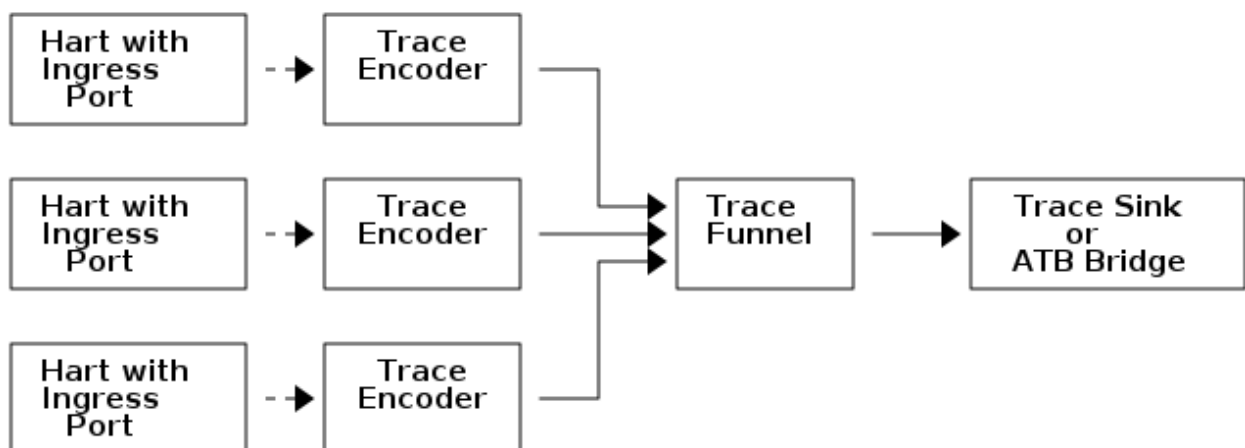 Hart with
Ingress
Port
Trace
Encoder
Hart with
Ingress
Port
Trace
Encoder
Trace
Funnel
Trace Sink
or
ATB Bridge
Hart with
Ingress
Port
Trace
Encoder